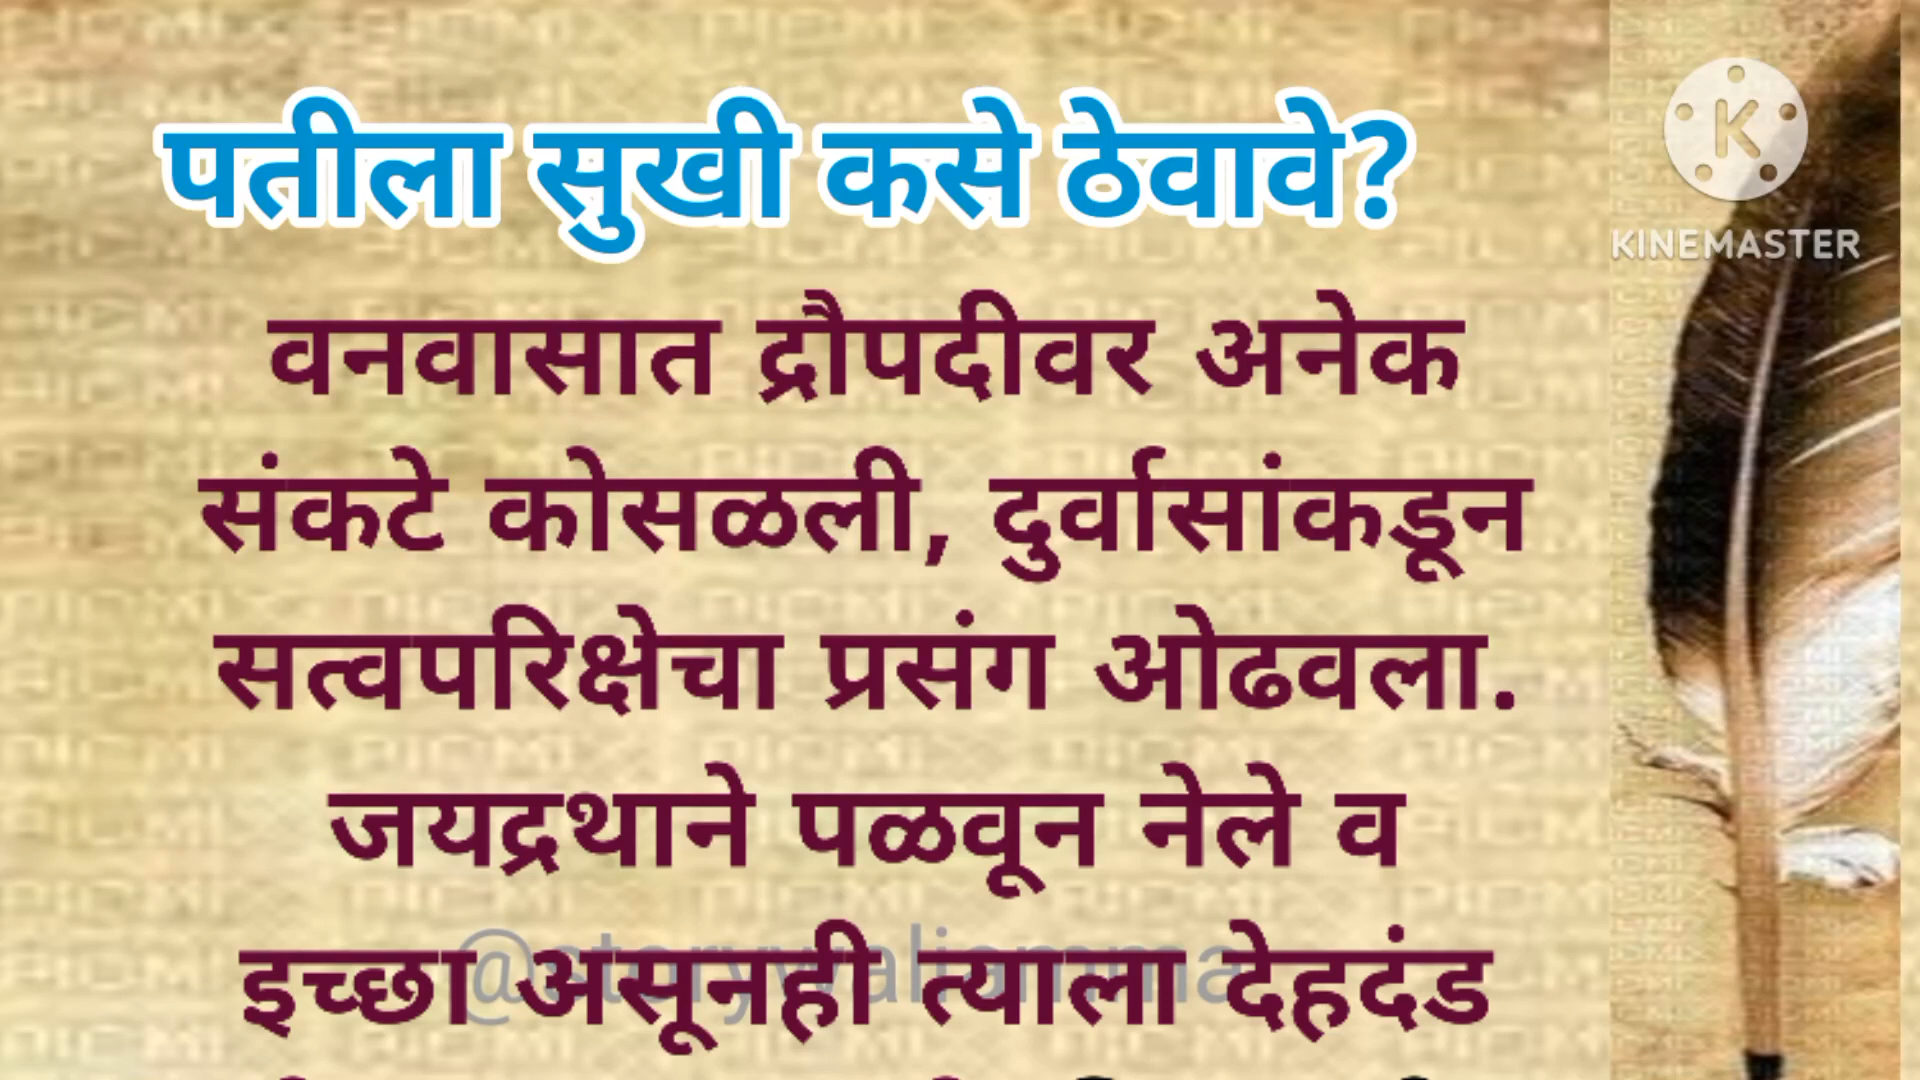 पतीला सुखी कसे ठेवावे?
K
KINEMASTER
वनवासात द्रौपदीवर अनेक
संकटे कोसळली, दुर्वासांकडून
सत्वपरिक्षेचा प्रसंग ओढवला.
जयद्रथाने पळवून नेले व
इच्छा असूनही त्याला देहदंड
@storywaliamma